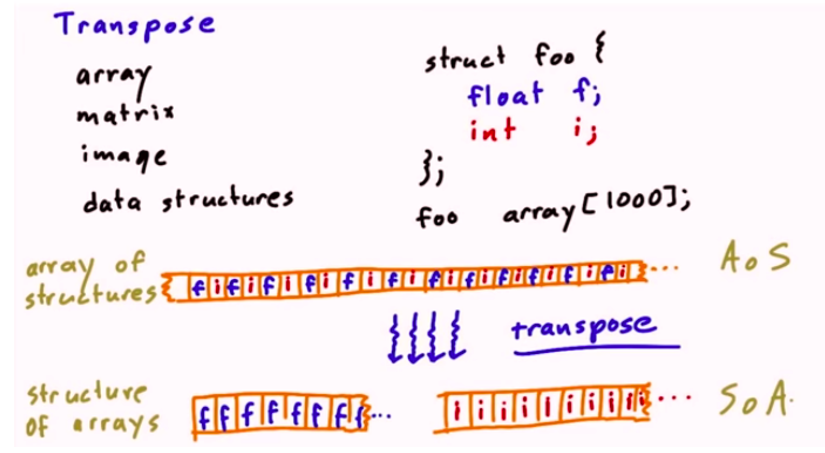 Transpose
array
matrix
image
data structures
struct foo {
float f;
int i;
};
foo array[1000];
array of
structures
f i f i f i f i f i f i f i f i f i f i f i ...
AoS
transpose
structure
of arrays
f f f f f f f f ...
i i i i i i i i i ...
SoA.